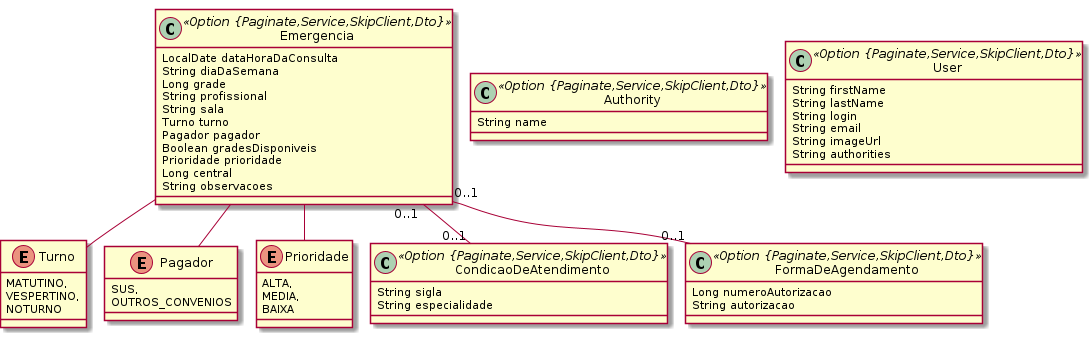 C «Option {Paginate,Service,SkipClient,Dto}»
Emergencia
LocalDate dataHoraDaConsulta
String diaDaSemana
Long grade
String profissional
String sala
Turno turno
Pagador pagador
Boolean gradesDisponiveis
Prioridade prioridade
Long central
String observacoes
C «Option {Paginate,Service,SkipClient,Dto}»
Authority
String name
C «Option {Paginate,Service,SkipClient,Dto}»
User
String firstName
String lastName
String login
String email
String imageUrl
String authorities
0..1
0..1
0..1
0..1
E Turno
MATUTINO,
VESPERTINO,
NOTURNO
E Pagador
SUS,
OUTROS_CONVENIOS
E Prioridade
ALTA,
MEDIA,
BAIXA
C «Option {Paginate,Service,SkipClient,Dto}»
CondicaoDeAtendimento
String sigla
String especialidade
C «Option {Paginate,Service,SkipClient,Dto}»
FormaDeAgendamento
Long numeroAutorizacao
String autorizacao